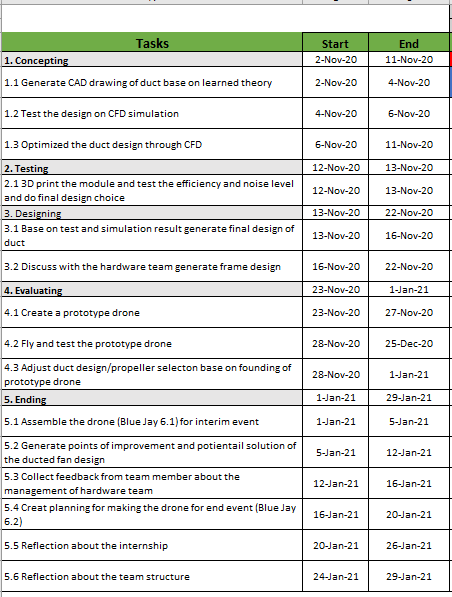 Tasks Start End
1. Concepting 2-Nov-20 11-Nov-20
1.1 Generate CAD drawing of duct base on learned theory 2-Nov-20 4-Nov-20
1.2 Test the design on CFD simulation 4-Nov-20 6-Nov-20
1.3 Optimized the duct design through CFD 6-Nov-20 11-Nov-20
2. Testing 12-Nov-20 13-Nov-20
2.1 3D print the module and test the efficiency and noise level
and do final design choice 12-Nov-20 13-Nov-20
3. Designing 13-Nov-20 22-Nov-20
3.1 Base on test and simulation result generate final design of
duct 13-Nov-20 16-Nov-20
3.2 Discuss with the hardware team generate frame design 16-Nov-20 22-Nov-20
4. Evaluating 23-Nov-20 1-Jan-21
4.1 Create a prototype drone 23-Nov-20 27-Nov-20
4.2 Fly and test the prototype drone 28-Nov-20 25-Dec-20
4.3 Adjust duct design/propeller selecton base on founding of
prototype drone 28-Nov-20 1-Jan-21
5. Ending 1-Jan-21 29-Jan-21
5.1 Assemble the drone (Blue Jay 6.1) for interim event 1-Jan-21 5-Jan-21
5.2 Generate points of improvement and potientail solution of
the ducted fan design 5-Jan-21 12-Jan-21
5.3 Collect feedback from team member about the
management of hardware team 12-Jan-21 16-Jan-21
5.4 Creat planning for making the drone for end event (Blue Jay
6.2) 16-Jan-21 20-Jan-21
5.5 Reflection about the internship 20-Jan-21 26-Jan-21
5.6 Reflection about the team structure 24-Jan-21 29-Jan-21